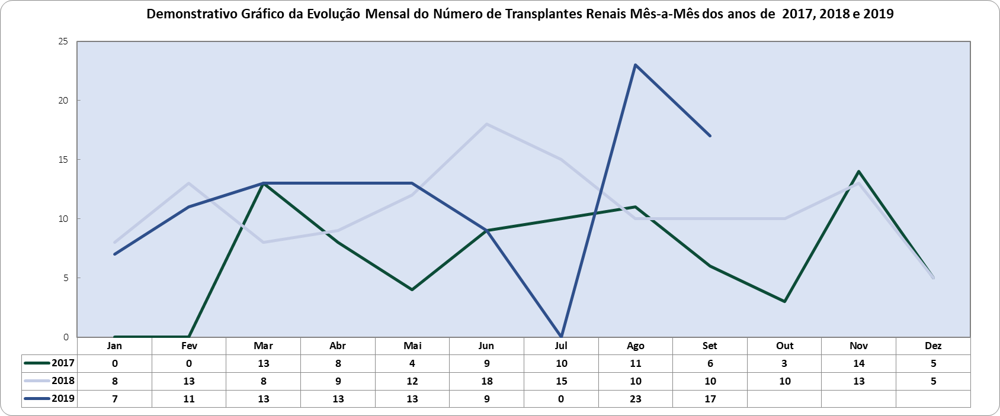 Demonstrativo Gráfico da Evolução Mensal do Número de Transplantes Renais Mês-a-Mês dos anos de 2017, 2018 e 2019
25
20
15
10
5
0
Jan Fev Mar Abr Mai Jun Jul Ago Set Out Nov Dez
2017 0 0 13 8 4 9 10 11 6 3 14 5
2018 8 13 8 9 12 18 15 10 10 10 13 5
2019 7 11 13 13 13 9 0 23 17